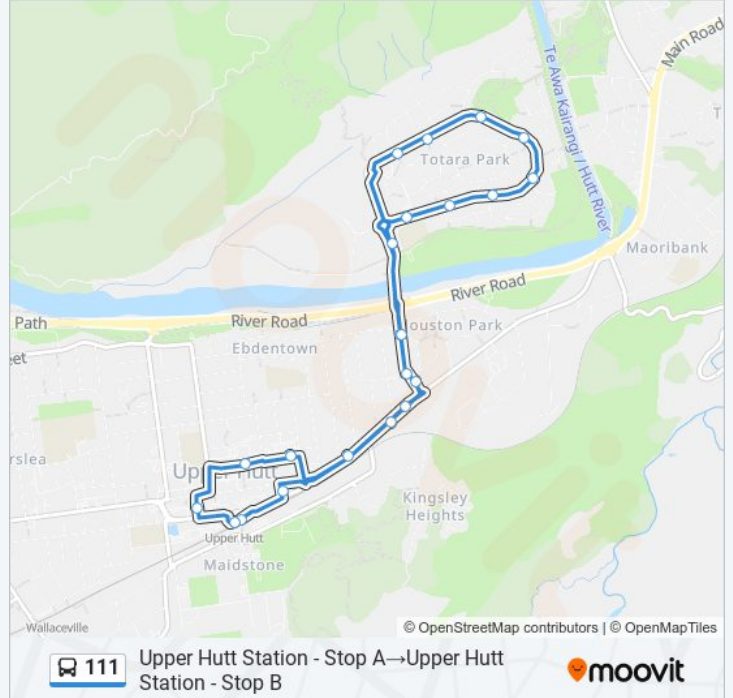 Main Road
Te Awa Kairangi / Hutt River
Totara Park
Maoribank
River Road
River Road
Path
ouston Park
Ebdentown
eet
rslea
Upper Hutt
Kingsley
Heights
Upper Hutt
Maidstone
Wallaceville
© OpenStreetMap contributors | © OpenMapTiles
111
Upper Hutt Station - Stop A→Upper Hutt
Station - Stop B
moovit